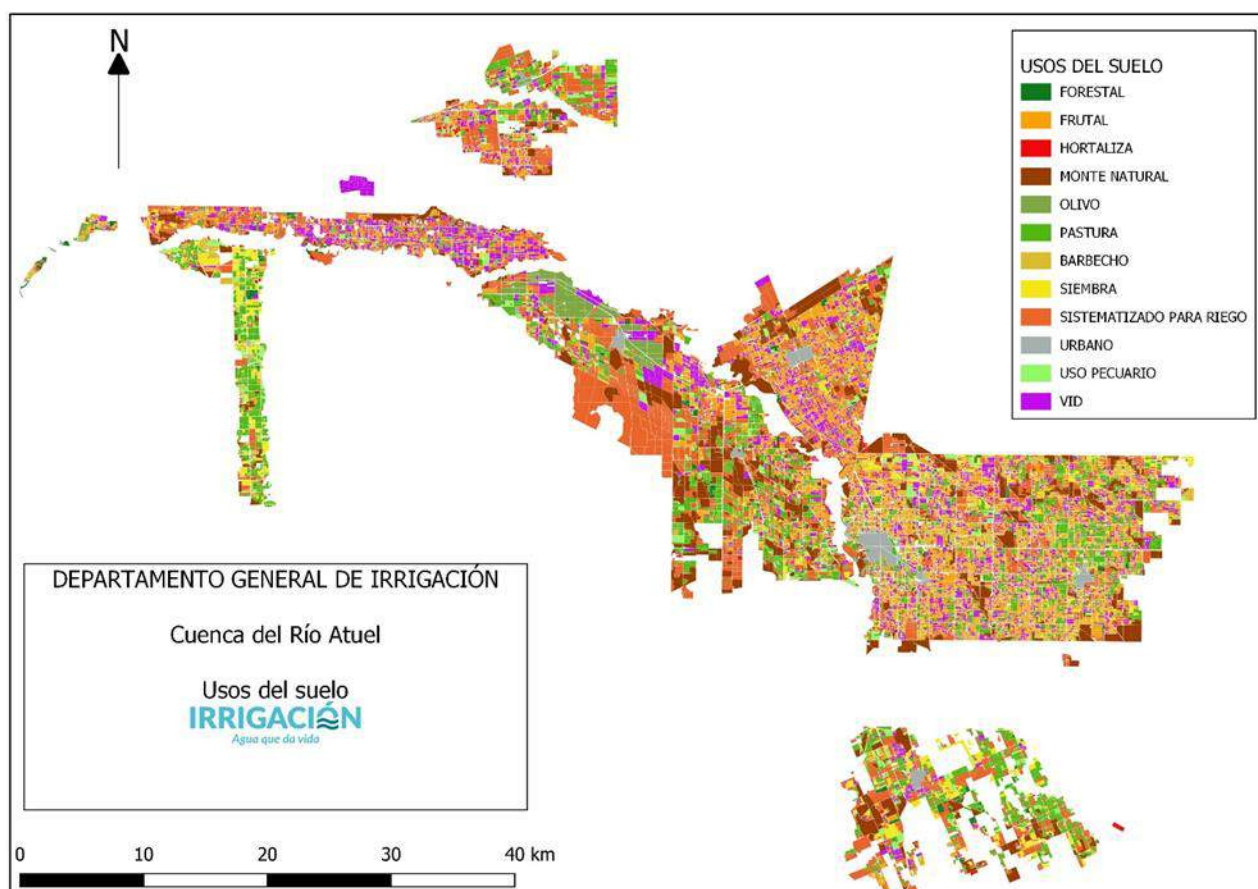 N
USOS DEL SUELO
FORESTAL
FRUTAL
HORTALIZA
MONTE NATURAL
OLIVO
PASTURA
BARBECHO
SIEMBRA
SISTEMATIZADO PARA RIEGO
URBANO
USO PECUARIO
VID
DEPARTAMENTO GENERAL DE IRRIGACIÓN
Cuenca del Río Atuel
Usos del suelo
IRRIGACIÓN
Agua que da vida
0 10 20 30 40 km